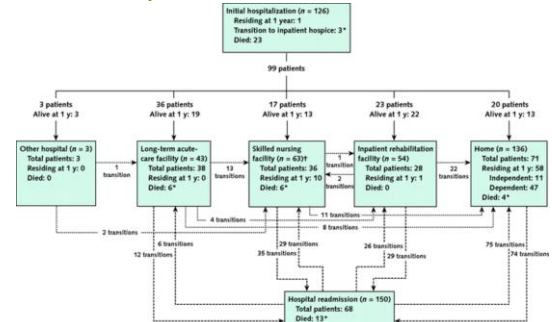 Initial hospitalization (n = 126)
Residing at 1 year: 1
Transition to inpatient hospice: 3*
Died: 23
99 patients
3 patients
Alive at 1 y: 3
36 patients
Alive at 1 y: 19
17 patients
Alive at 1 y: 13
23 patients
Alive at 1 y: 22
20 patients
Alive at 1 y: 13
Other hospital (n = 3)
Total patients: 3
Residing at 1 y: 0
Died: 0
1
transition
Long-term acute-
care facility (n = 43)
Total patients: 38
Residing at 1 y: 0
Died: 6*
13
transitions
Skilled nursing
facility (n = 63)†
Total patients: 36
Residing at 1 y: 10
Died: 6*
1
transition
2
transitions
Inpatient rehabilitation
facility (n = 54)
Total patients: 28
Residing at 1 y: 1
Died: 0
22
transitions
Home (n = 136)
Total patients: 71
Residing at 1 y: 58
Independent: 11
Dependent: 47
Died: 4*
11 transitions
4 transitions
8 transitions
2 transitions
6 transitions
12 transitions
29 transitions
35 transitions
26 transitions
29 transitions
75 transitions
74 transitions
Hospital readmission (n = 150)
Total patients: 68
Died: 13*